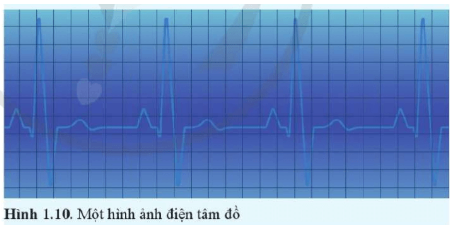 Hình 1.10. Một hình ảnh điện tâm đồ